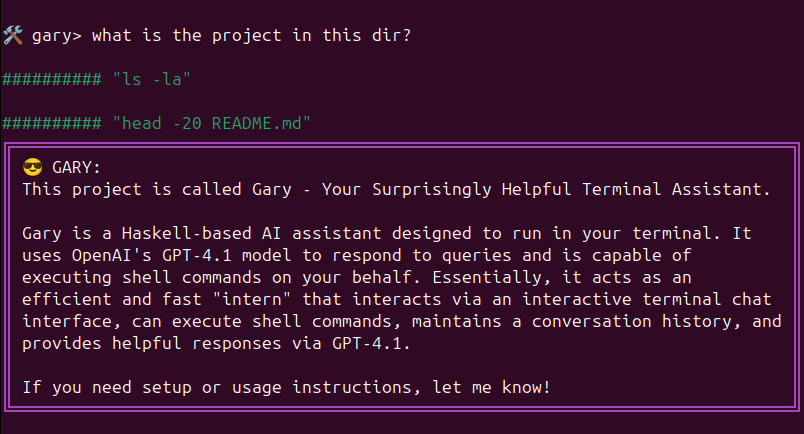 🛠️ gary> what is the project in this dir?
########## "ls -la"
########## "head -20 README.md"
😎 GARY:
This project is called Gary - Your Surprisingly Helpful Terminal Assistant.
Gary is a Haskell-based AI assistant designed to run in your terminal. It
uses OpenAI's GPT-4.1 model to respond to queries and is capable of
executing shell commands on your behalf. Essentially, it acts as an
efficient and fast "intern" that interacts via an interactive terminal chat
interface, can execute shell commands, maintains a conversation history, and
provides helpful responses via GPT-4.1.
If you need setup or usage instructions, let me know!